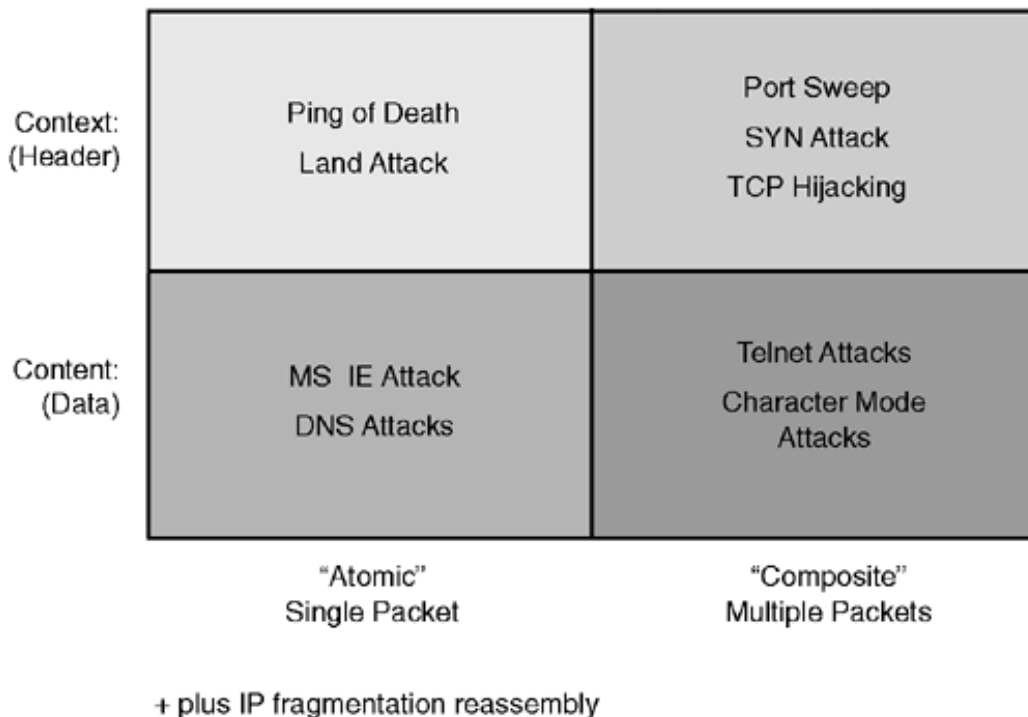 Context:
(Header)
Ping of Death
Land Attack
Port Sweep
SYN Attack
TCP Hijacking
Content:
(Data)
MS IE Attack
DNS Attacks
Telnet Attacks
Character Mode
Attacks
“Atomic”
Single Packet
“Composite”
Multiple Packets
+ plus IP fragmentation reassembly